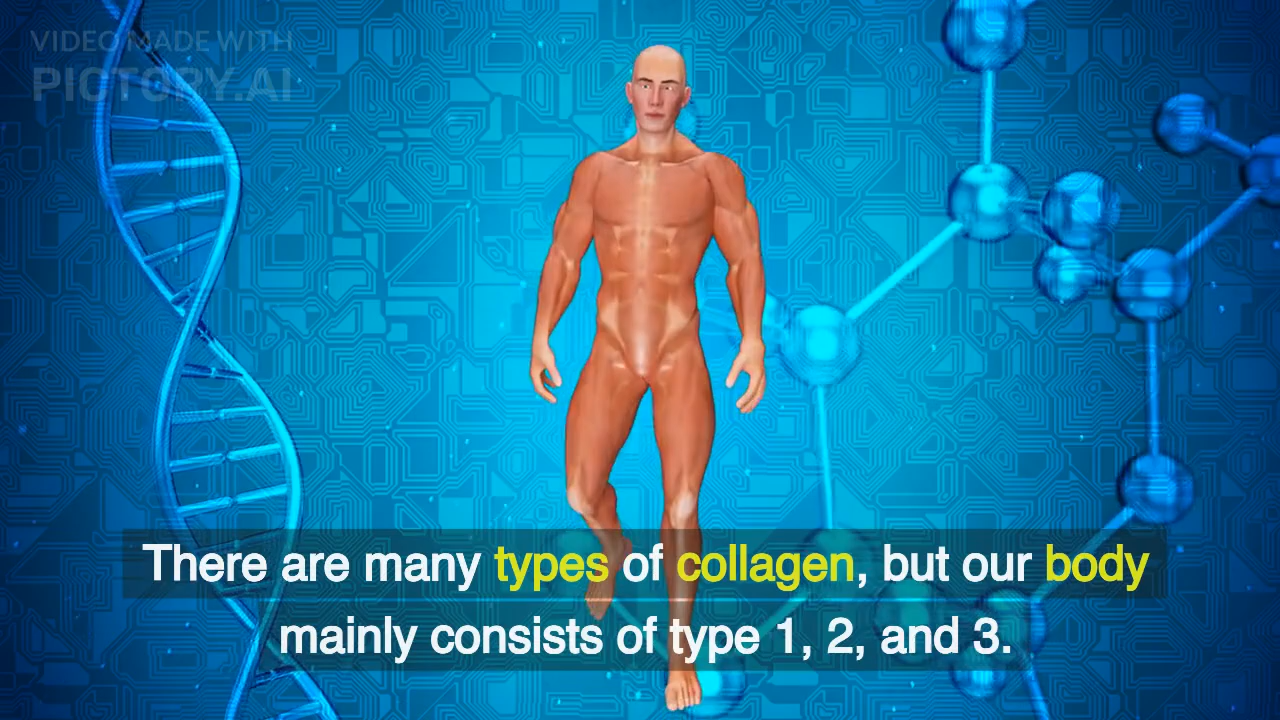 VIDEO MADE WITH
PICTORY.AI
There are many types of collagen, but our body
mainly consists of type 1, 2, and 3.